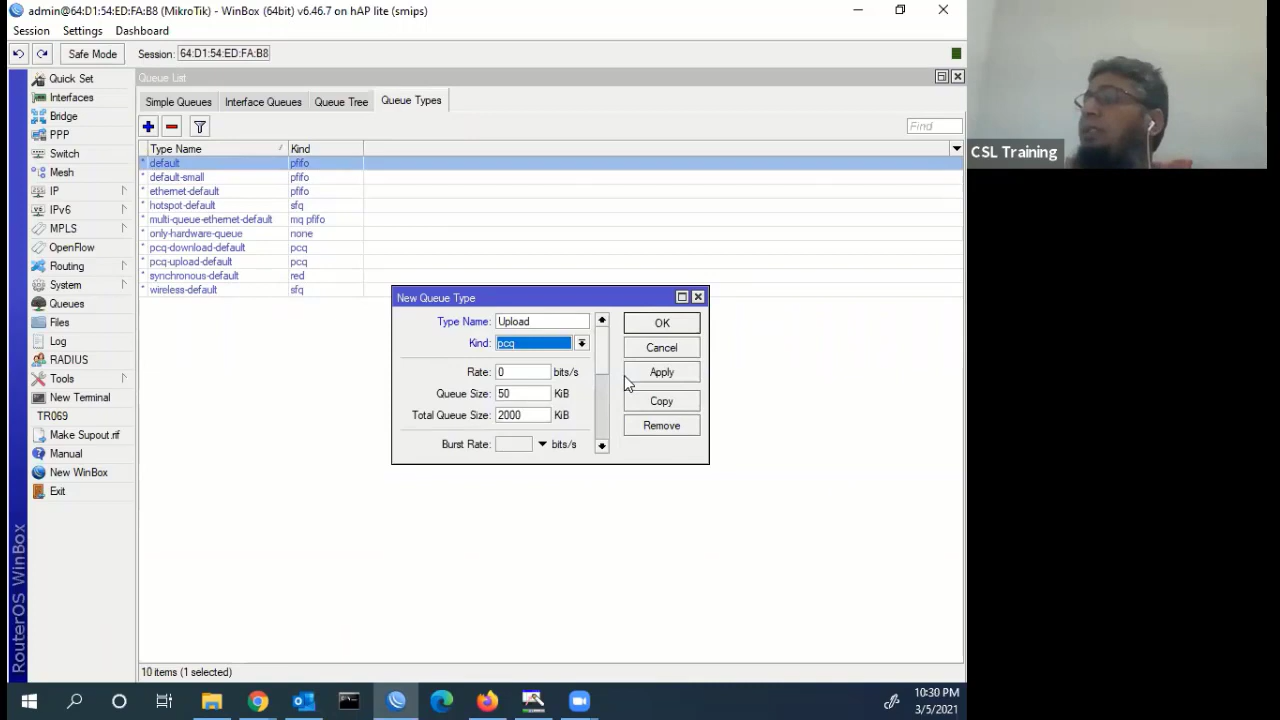 admin@64:D1:54:ED:FA:B8 (MikroTik) - WinBox (64bit) v6.46.7 on hAP lite (smips)
Session Settings Dashboard
Safe Mode Session: 64:D1:54:ED:FA:B8
Quick Set
Interfaces
Bridge
PPP
Switch
Mesh
IP
IPv6
MPLS
OpenFlow
Routing
System
Queues
Files
Log
RADIUS
Tools
New Terminal
TR069
Make Supout.rif
Manual
New WinBox
Exit
RouterOS WinBox
Queue List
Simple Queues Interface Queues Queue Tree Queue Types
Find
Type Name / Kind
* default pfifo
* default-small pfifo
* ethernet-default pfifo
* hotspot-default sfq
* multi-queue-ethernet-default mq pfifo
* only-hardware-queue none
* pcq-download-default pcq
* pcq-upload-default pcq
* synchronous-default red
* wireless-default sfq
New Queue Type
Type Name: Upload
Kind: pcq
Rate: 0 bits/s
Queue Size: 50 KiB
Total Queue Size: 2000 KiB
Burst Rate: bits/s
OK
Cancel
Apply
Copy
Remove
10 items (1 selected)
CSL Training
10:30 PM
3/5/2021